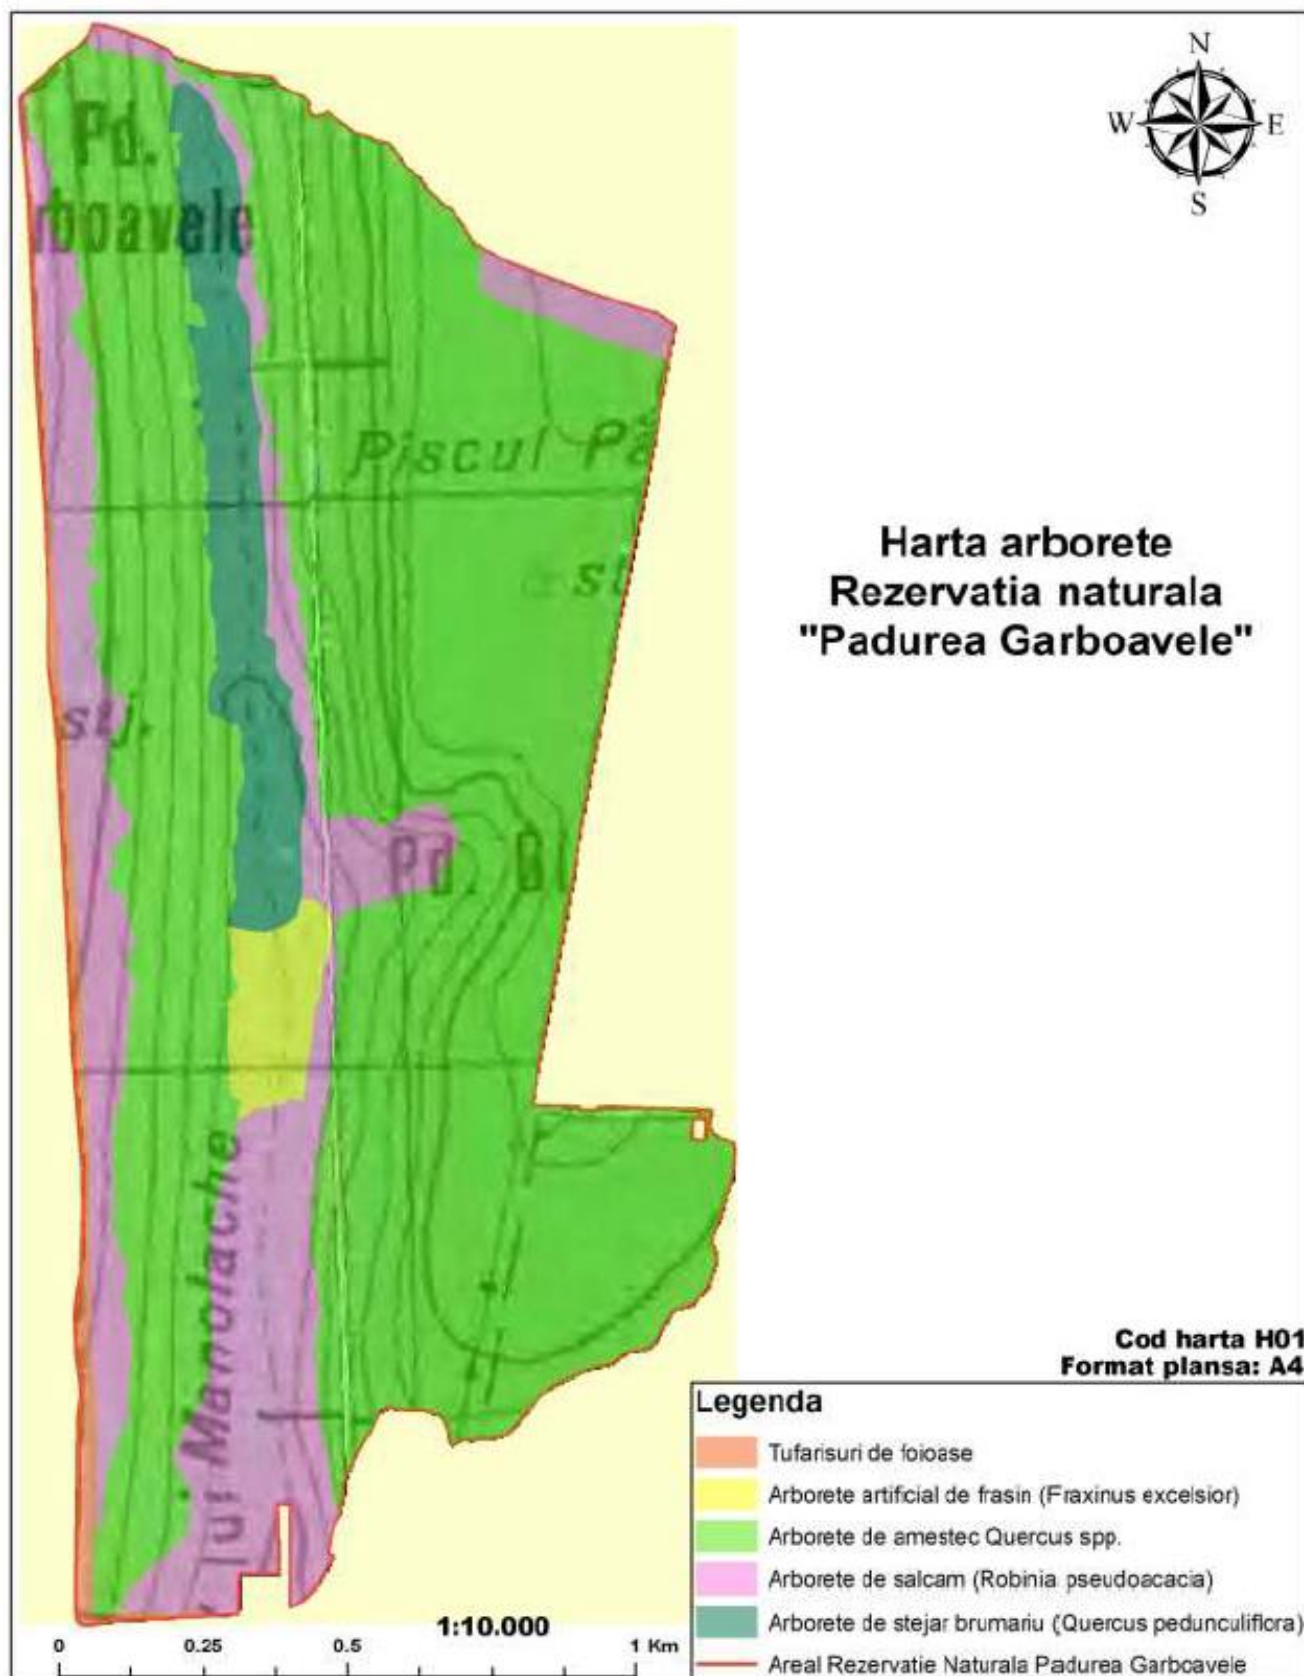 N
W E
S
Pd.
rboavele
Piscul Pă
st
stj.
Pd. Bl
lui Manolache
Harta arborete
Rezervatia naturala
"Padurea Garboavele"
Cod harta H01
Format plansa: A4
Legenda
Tufarisuri de foioase
Arborete artificial de frasin (Fraxinus excelsior)
Arborete de amestec Quercus spp.
Arborete de salcam (Robinia pseudoacacia)
Arborete de stejar brumariu (Quercus pedunculiflora)
Areal Rezervatie Naturala Padurea Garboavele
1:10.000
0 0.25 0.5 1 Km